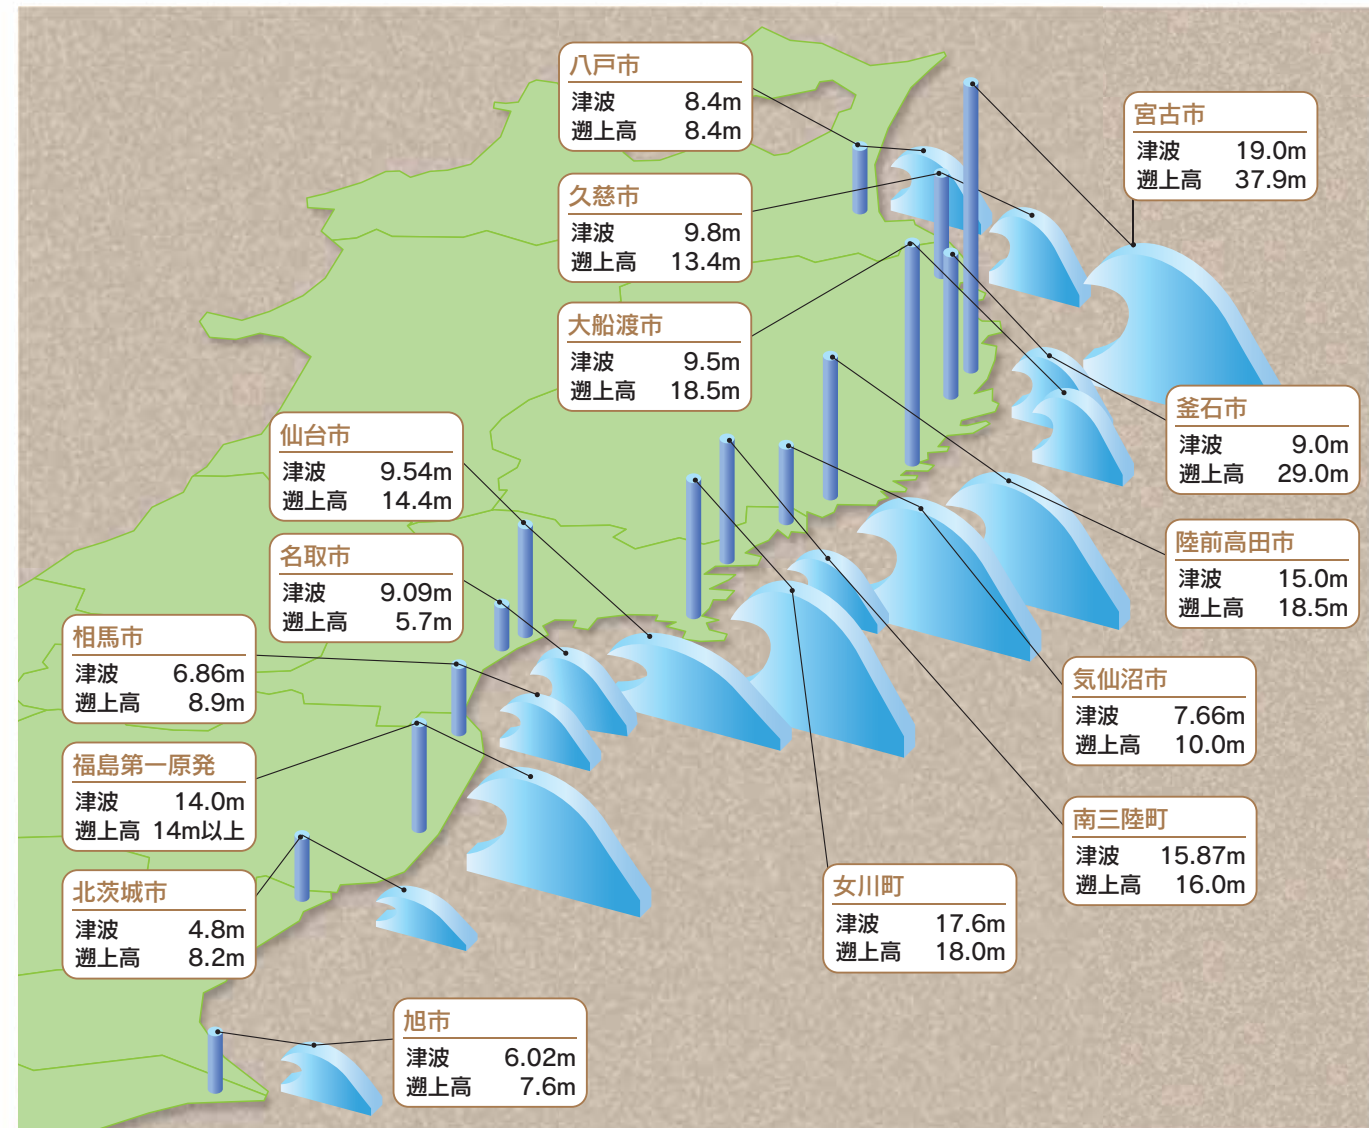 八戸市
津波 8.4m
遡上高 8.4m
宮古市
津波 19.0m
遡上高 37.9m
久慈市
津波 9.8m
遡上高 13.4m
大船渡市
津波 9.5m
遡上高 18.5m
釜石市
津波 9.0m
遡上高 29.0m
仙台市
津波 9.54m
遡上高 14.4m
陸前高田市
津波 15.0m
遡上高 18.5m
名取市
津波 9.09m
遡上高 5.7m
相馬市
津波 6.86m
遡上高 8.9m
気仙沼市
津波 7.66m
遡上高 10.0m
福島第一原発
津波 14.0m
遡上高 14m以上
南三陸町
津波 15.87m
遡上高 16.0m
北茨城市
津波 4.8m
遡上高 8.2m
女川町
津波 17.6m
遡上高 18.0m
旭市
津波 6.02m
遡上高 7.6m